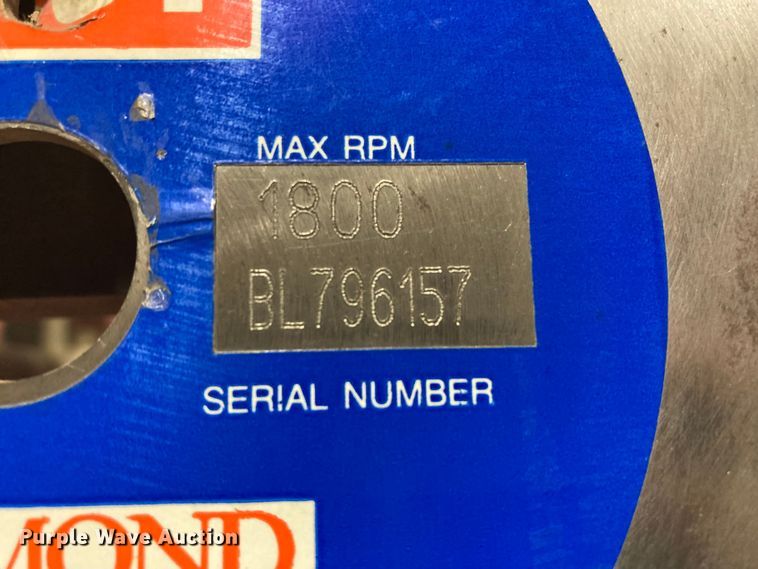 MAX RPM
1800
BL796157
SERIAL NUMBER
MOND
Purple Wave Auction